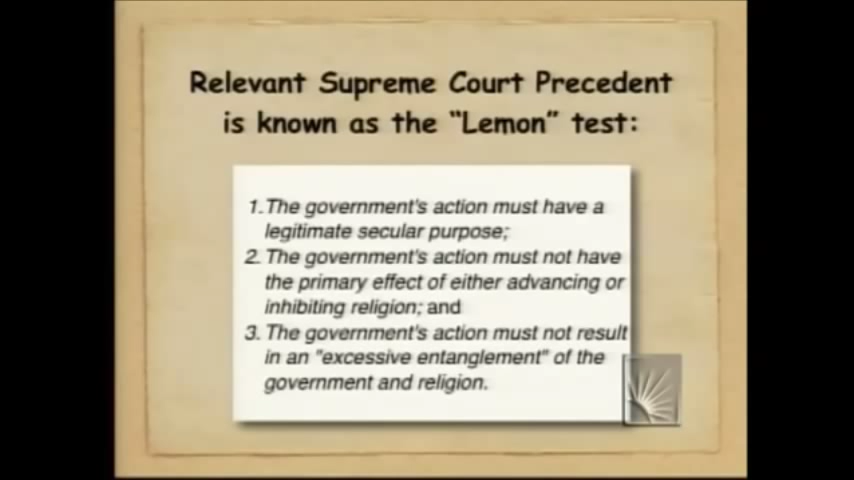 Relevant Supreme Court Precedent
is known as the “Lemon” test:
1. The government's action must have a
legitimate secular purpose;
2. The government's action must not have
the primary effect of either advancing or
inhibiting religion; and
3. The government's action must not result
in an "excessive entanglement" of the
government and religion.